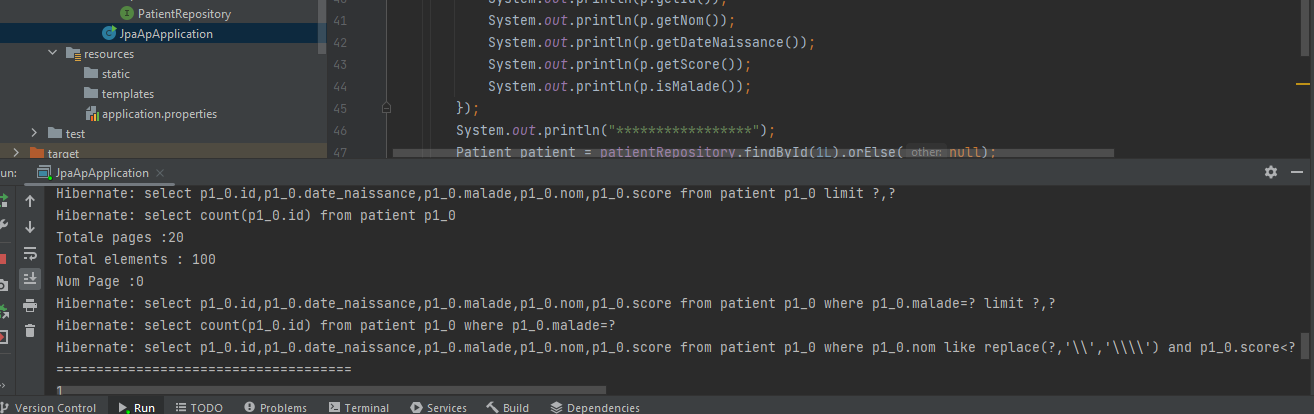 PatientRepository
JpaApApplication
resources
static
templates
application.properties
test
target
41 System.out.println(p.getNom());
42 System.out.println(p.getDateNaissance());
43 System.out.println(p.getScore());
44 System.out.println(p.isMalade());
45 });
46 System.out.println("*****************");
47 Patient patient = patientRepository.findById(1L).orElse( other: null);
un: JpaApApplication
Hibernate: select p1_0.id,p1_0.date_naissance,p1_0.malade,p1_0.nom,p1_0.score from patient p1_0 limit ?,?
Hibernate: select count(p1_0.id) from patient p1_0
Totale pages :20
Total elements : 100
Num Page :0
Hibernate: select p1_0.id,p1_0.date_naissance,p1_0.malade,p1_0.nom,p1_0.score from patient p1_0 where p1_0.malade=? limit ?,?
Hibernate: select count(p1_0.id) from patient p1_0 where p1_0.malade=?
Hibernate: select p1_0.id,p1_0.date_naissance,p1_0.malade,p1_0.nom,p1_0.score from patient p1_0 where p1_0.nom like replace(?,'\\','\\\\') and p1_0.score<?
=====================================
1
Version Control Run TODO Problems Terminal Services Build Dependencies